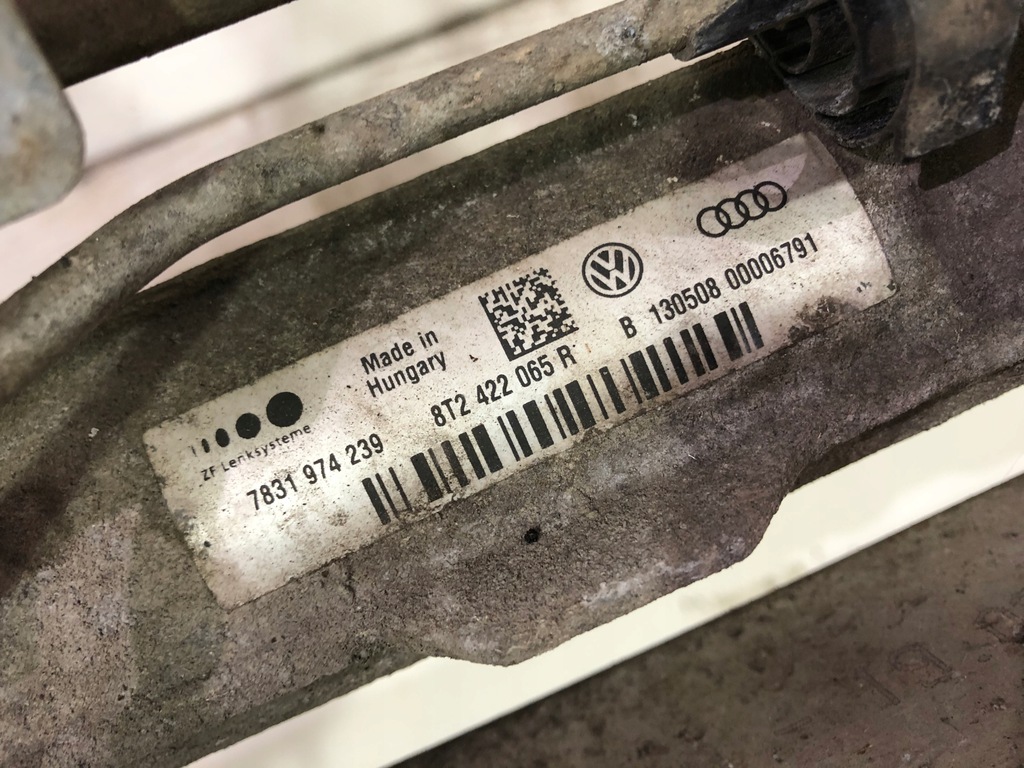 Made in
Hungary
B 130508 00006791
8T2 422 065 R
ZF Lenksysteme
7831 974 239